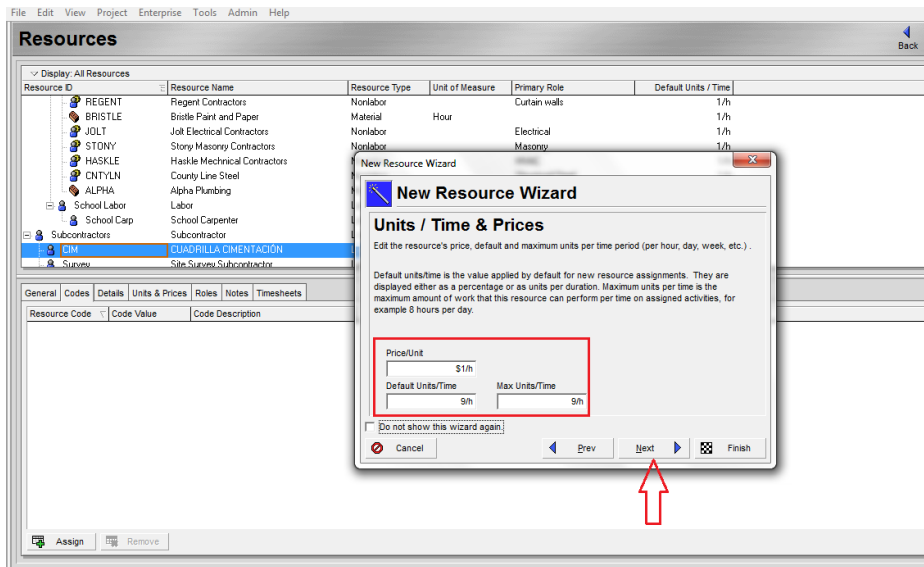 File Edit View Project Enterprise Tools Admin Help
Resources
Back
Display: All Resources
Resource ID Resource Name Resource Type Unit of Measure Primary Role Default Units / Time
REGENT Regent Contractors Nonlabor Curtain walls 1/h
BRISTLE Bristle Paint and Paper Material Hour 1/h
JOLT Jolt Electrical Contractors Nonlabor Electrical 1/h
STONY Stony Masonry Contractors Nonlabor Masonry 1/h
HASKLE Haskle Mechnical Contractors
CNTYLN County Line Steel
ALPHA Alpha Plumbing
School Labor Labor
School Carp School Carpenter
Subcontractors Subcontractor
CIM CUADRILLA CIMENTACIÓN
Survey Site Survey Subcontractor
New Resource Wizard
New Resource Wizard
Units / Time & Prices
Edit the resource's price, default and maximum units per time period (per hour, day, week, etc.) .
Default units/time is the value applied by default for new resource assignments. They are
displayed either as a percentage or as units per duration. Maximum units per time is the
maximum amount of work that this resource can perform per time on assigned activities, for
example 8 hours per day.
Price/Unit
$1/h
Default Units/Time Max Units/Time
9/h 9/h
Do not show this wizard again.
Cancel Prev Next Finish
General Codes Details Units & Prices Roles Notes Timesheets
Resource Code Code Value Code Description
Assign Remove